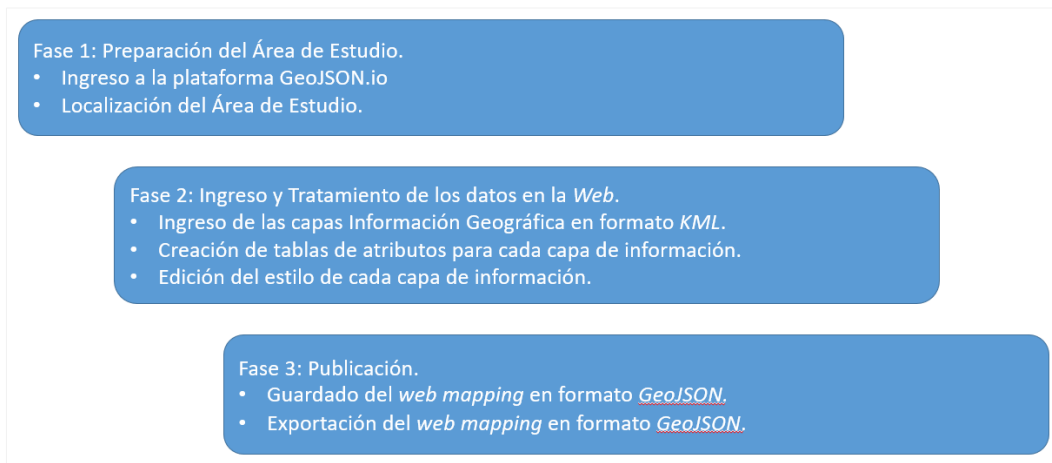 Fase 1: Preparación del Área de Estudio.
• Ingreso a la plataforma GeoJSON.io
• Localización del Área de Estudio.
Fase 2: Ingreso y Tratamiento de los datos en la Web.
• Ingreso de las capas Información Geográfica en formato KML.
• Creación de tablas de atributos para cada capa de información.
• Edición del estilo de cada capa de información.
Fase 3: Publicación.
• Guardado del web mapping en formato GeoJSON.
• Exportación del web mapping en formato GeoJSON.